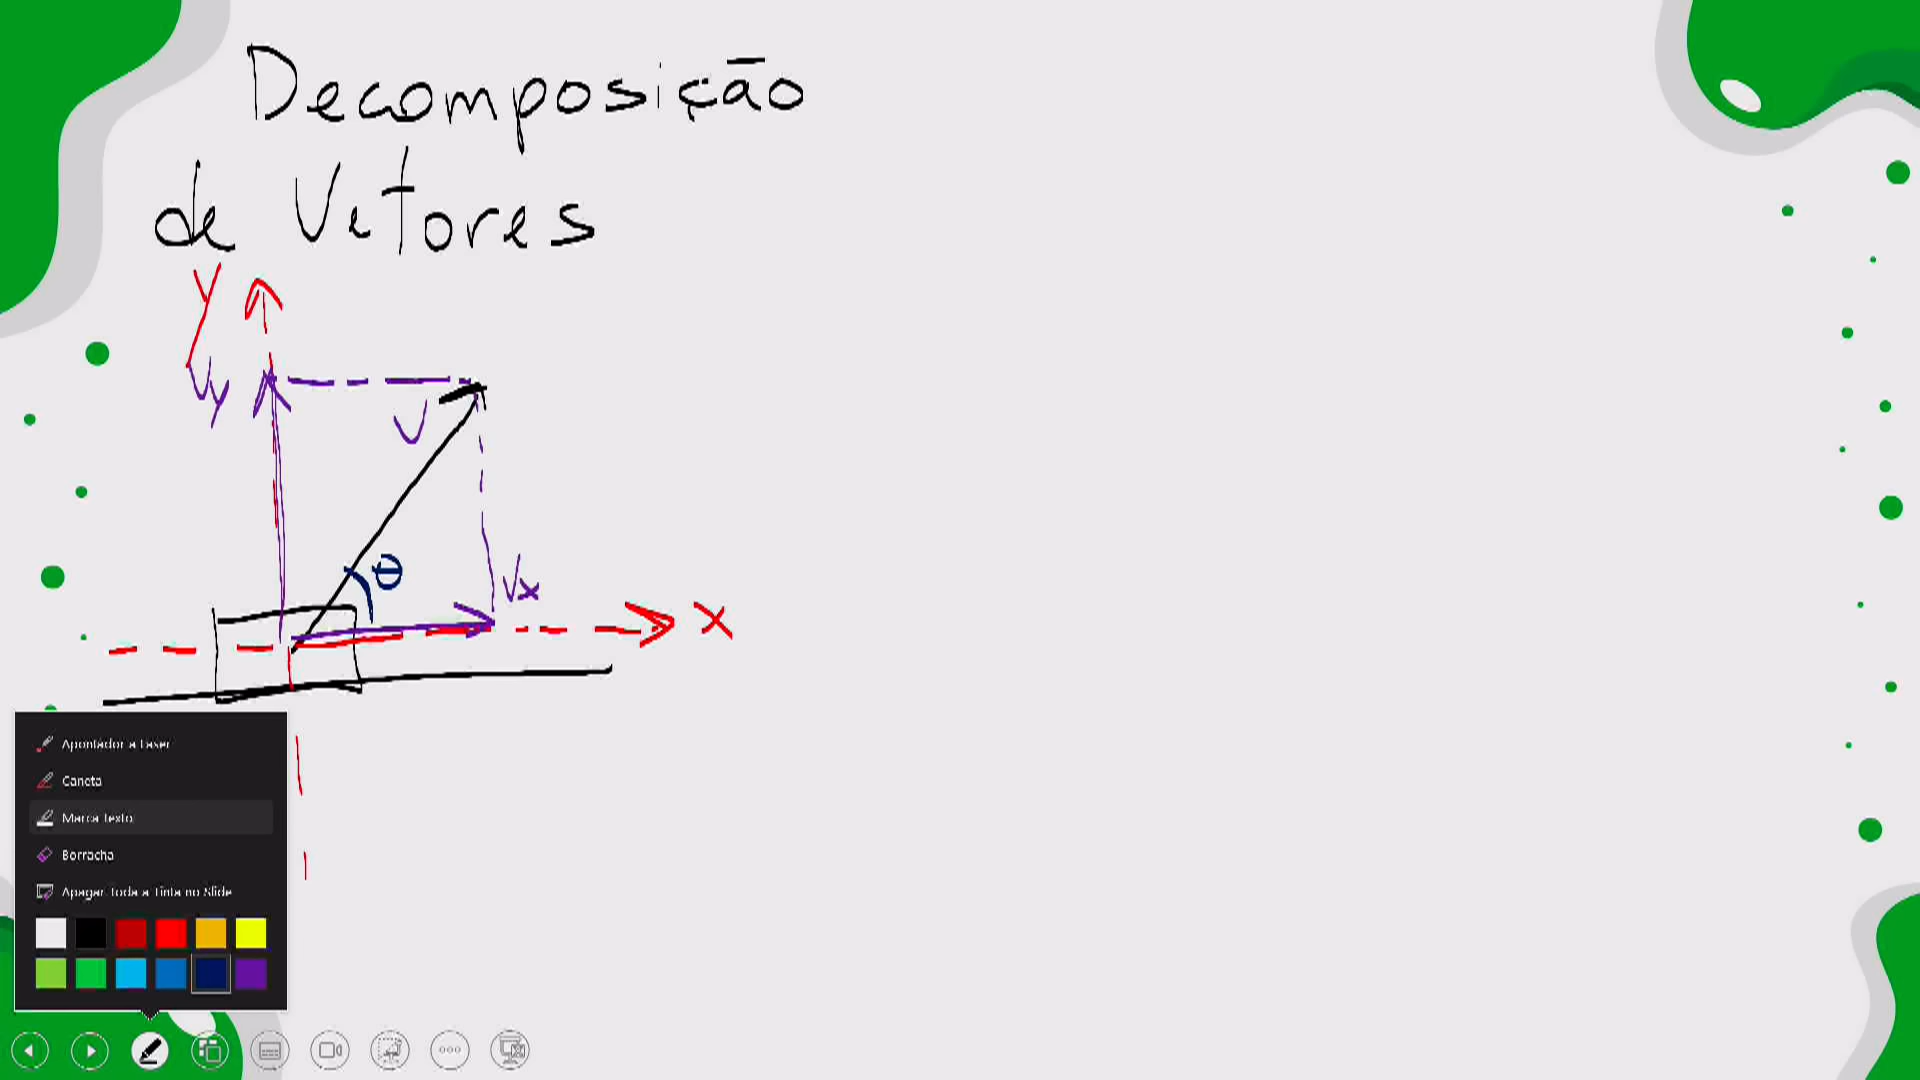 Decomposição
de Vetores
y
Vy
V
θ
Vx
x
Apontador a Laser
Caneta
Marca texto
Borracha
Apagar Toda a Tinta no Slide